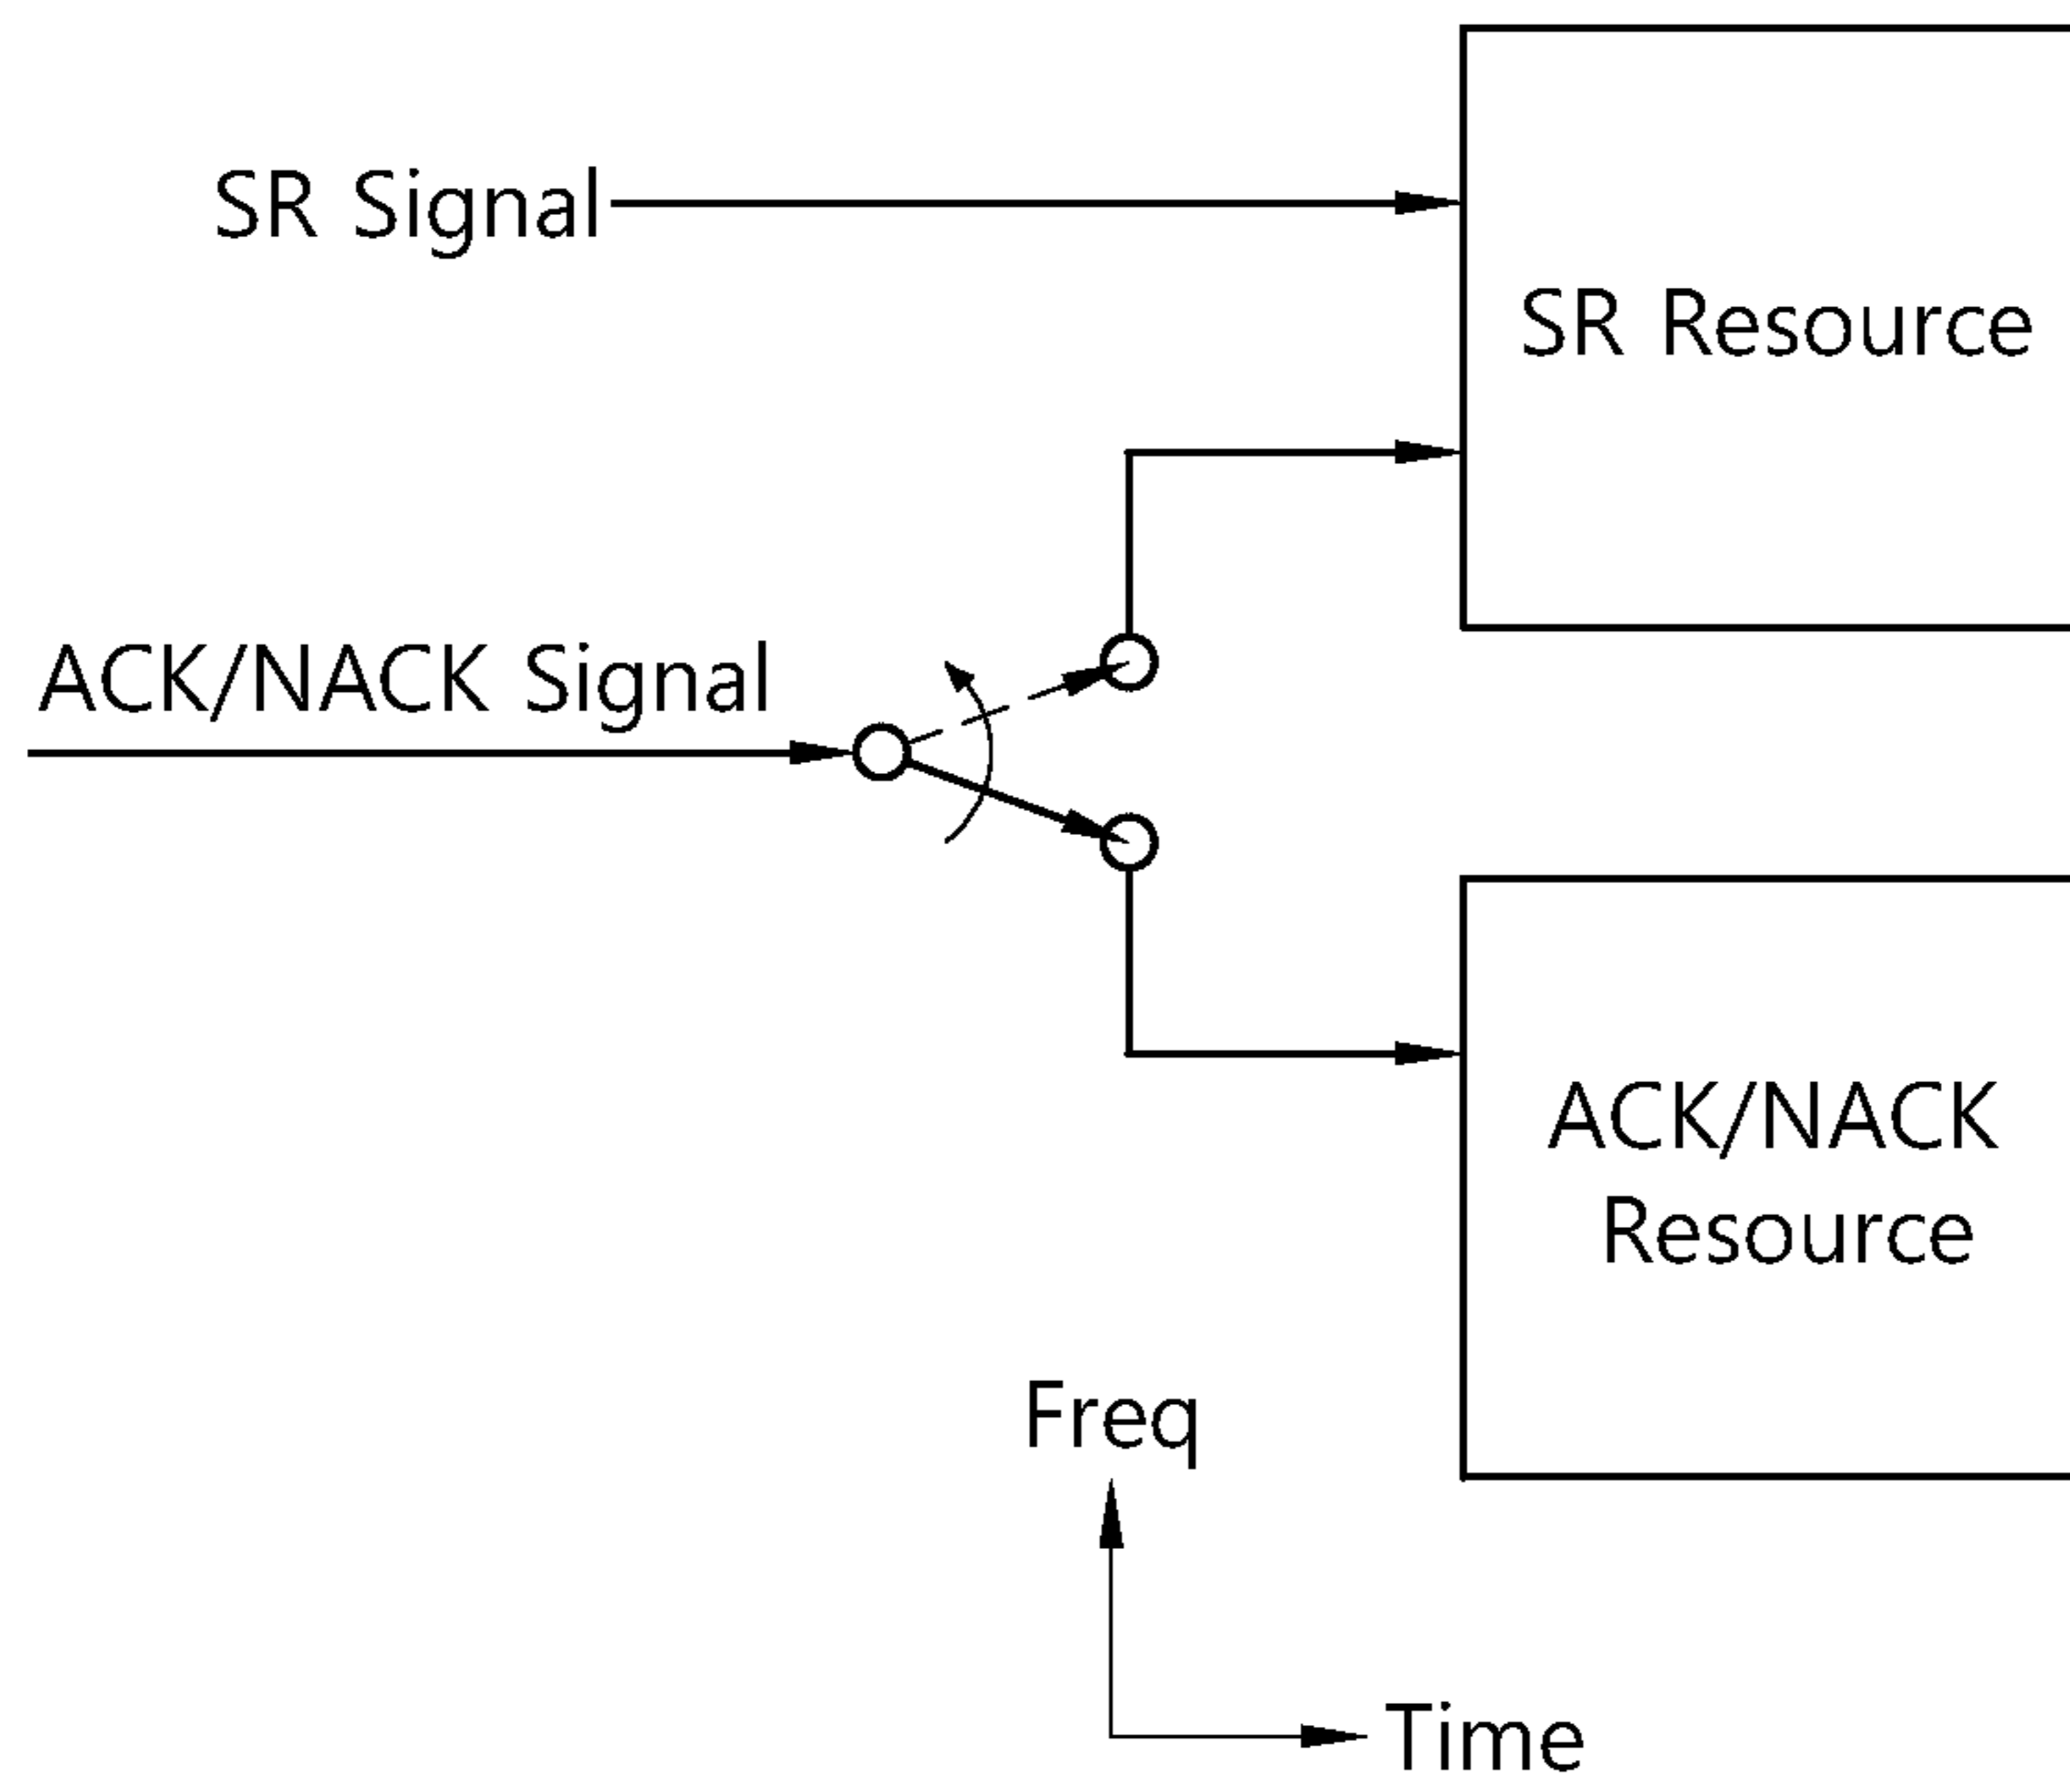 SR Signal
SR Resource
ACK/NACK Signal
ACK/NACK
Resource
Freq
Time